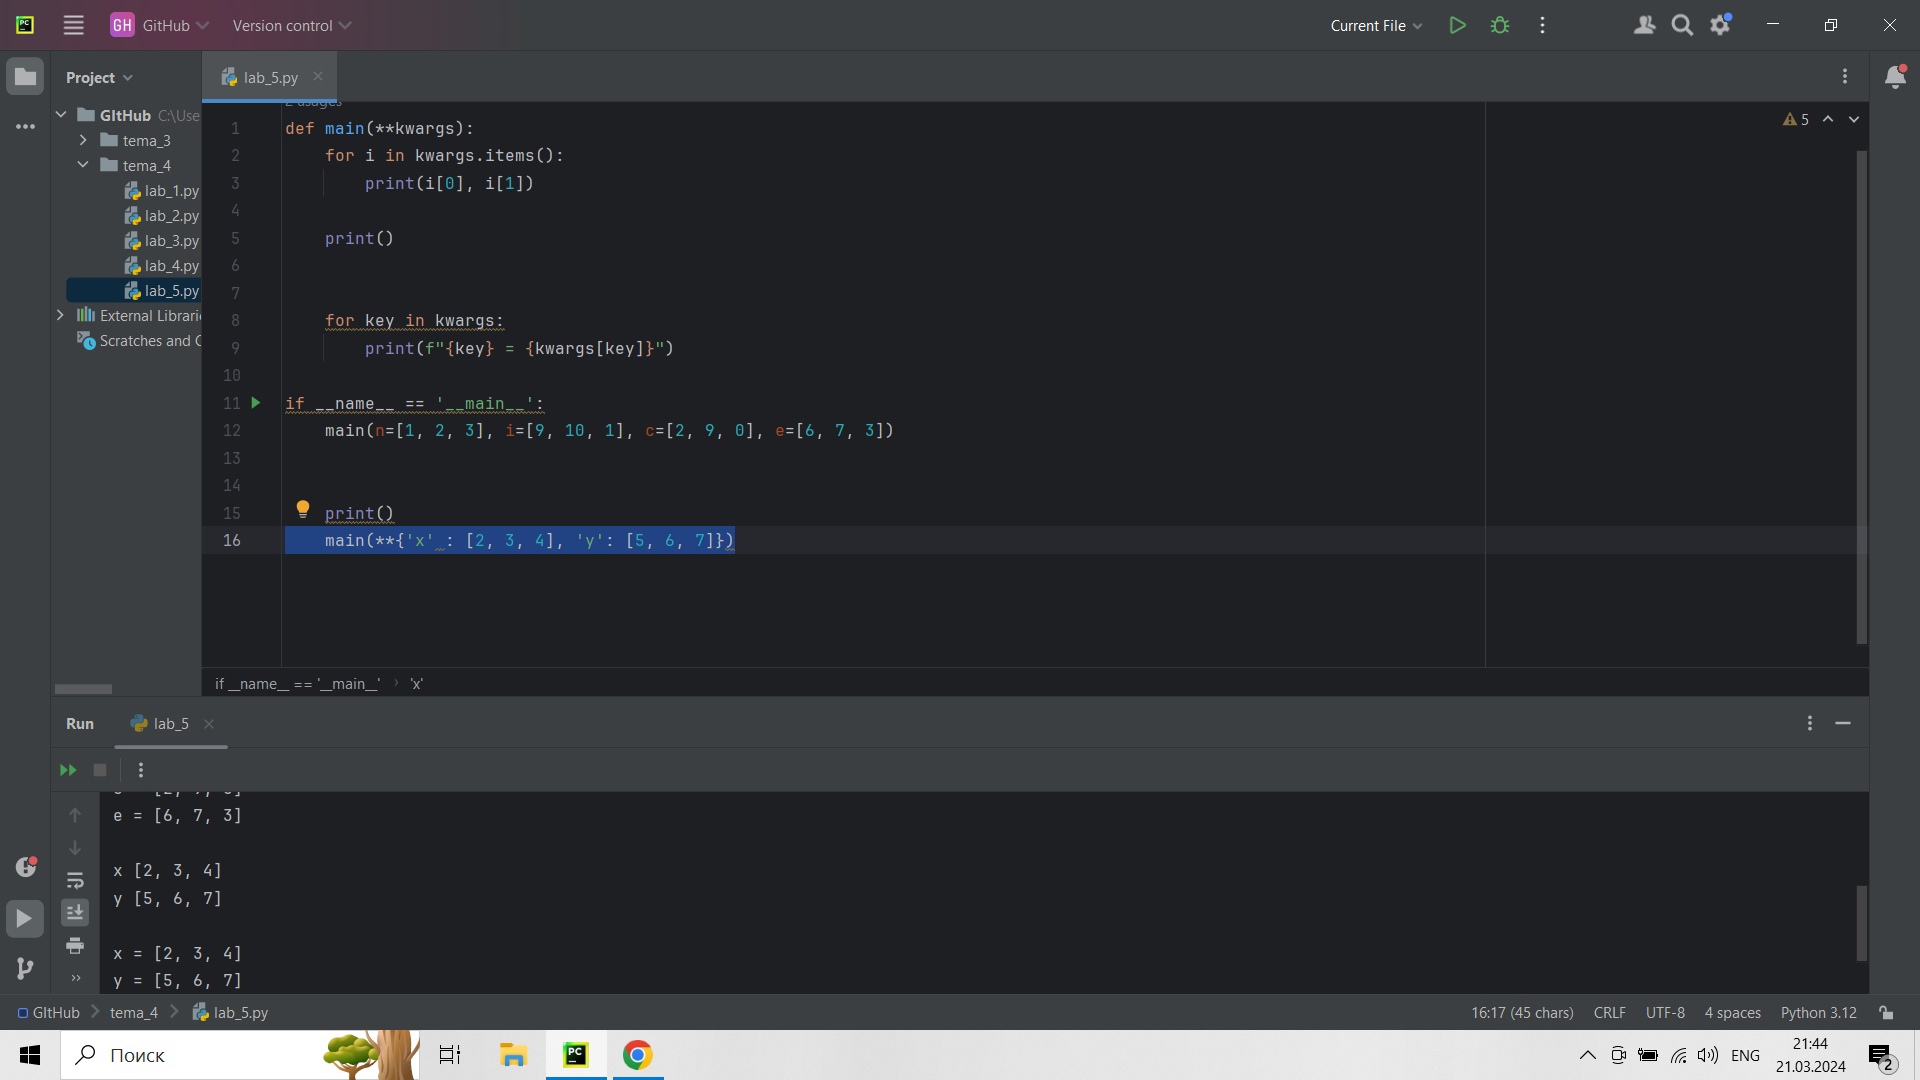 GH GitHub Version control Current File
Project
lab_5.py
GItHub C:\Use
tema_3
tema_4
lab_1.py
lab_2.py
lab_3.py
lab_4.py
lab_5.py
External Librari
Scratches and C
2 usages
5
1 def main(**kwargs):
2 for i in kwargs.items():
3 print(i[0], i[1])
4
5 print()
6
7
8 for key in kwargs:
9 print(f"{key} = {kwargs[key]}")
10
11 if __name__ == '__main__':
12 main(n=[1, 2, 3], i=[9, 10, 1], c=[2, 9, 0], e=[6, 7, 3])
13
14
15 print()
16 main(**{'x' : [2, 3, 4], 'y': [5, 6, 7]})
if __name__ == '__main__' › 'x'
Run lab_5
e = [6, 7, 3]
x [2, 3, 4]
y [5, 6, 7]
x = [2, 3, 4]
y = [5, 6, 7]
GItHub tema_4 lab_5.py 16:17 (45 chars) CRLF UTF-8 4 spaces Python 3.12
Поиск PC ENG 21:44
21.03.2024 2